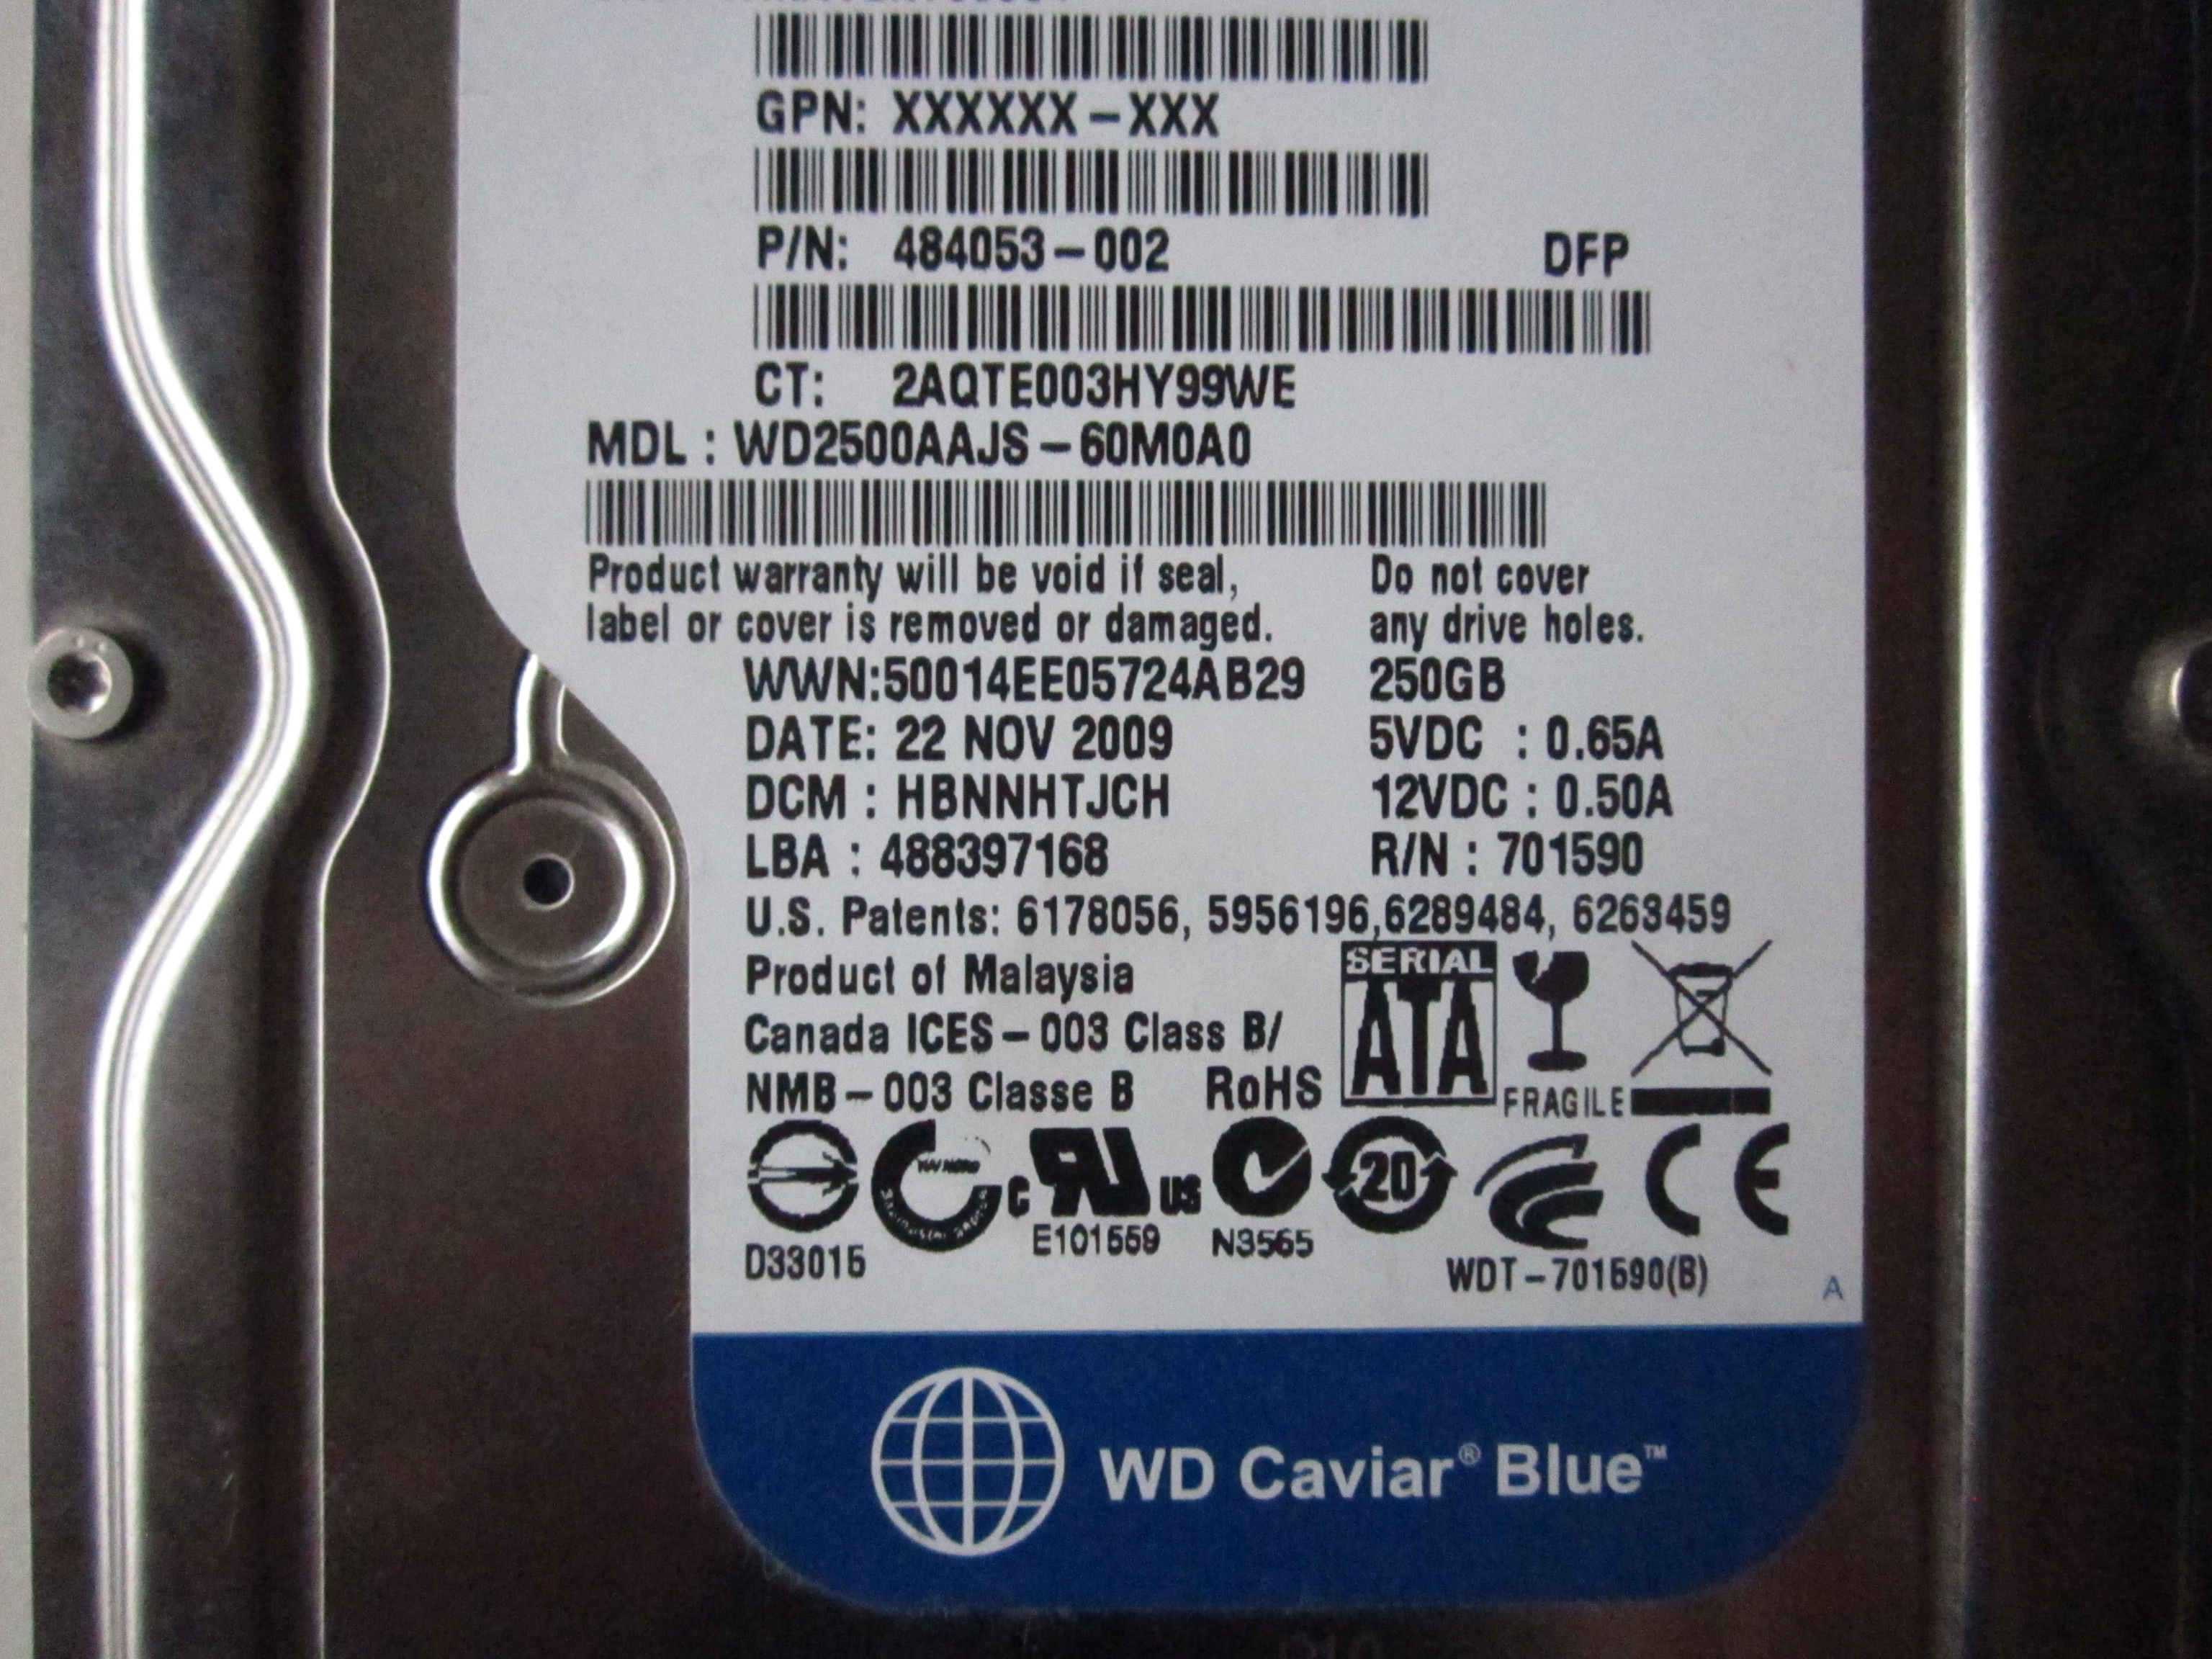 GPN: XXXXXX-XXX
P/N: 484053-002 DFP
CT: 2AQTE003HY99WE
MDL : WD2500AAJS-60M0A0
Product warranty will be void if seal, Do not cover
label or cover is removed or damaged. any drive holes.
WWN:50014EE05724AB29 250GB
DATE: 22 NOV 2009 5VDC : 0.65A
DCM : HBNNHTJCH 12VDC : 0.50A
LBA : 488397168 R/N : 701590
U.S. Patents: 6178056, 5956196,6289484, 6263459
Product of Malaysia
Canada ICES-003 Class B/
NMB-003 Classe B RoHS
SERIAL
ATA
FRAGILE
C UR US 20 CE
E101559 N3565
D33015
WDT-701590(B) A
WD Caviar® Blue™